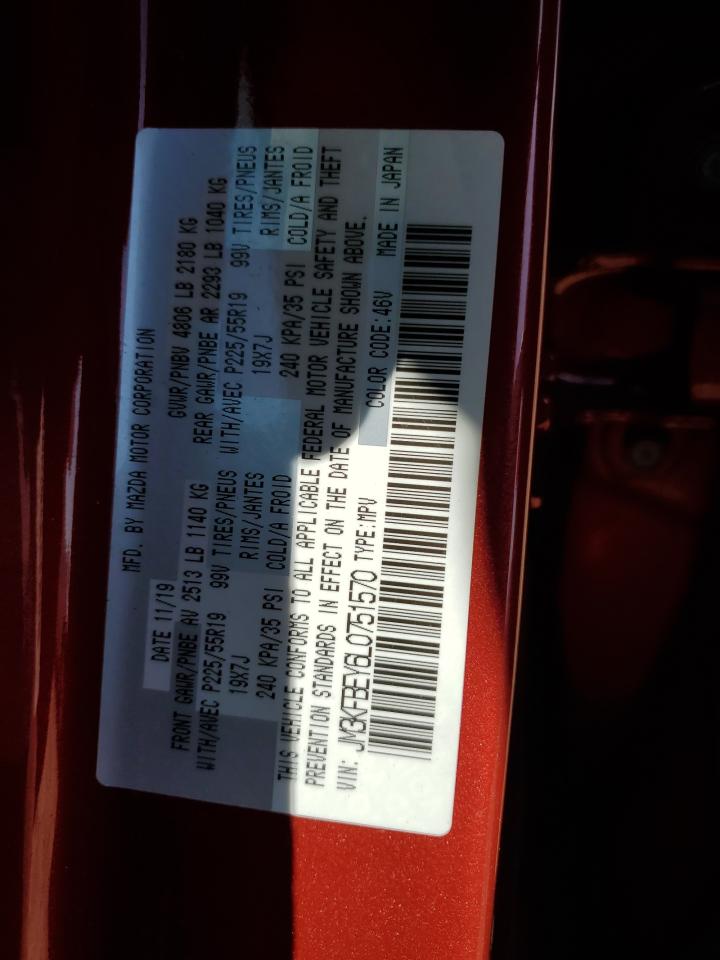 MFD. BY MAZDA MOTOR CORPORATION
DATE 11/19 GVWR/PNBV 4806 LB 2180 KG
FRONT GAWR/PNBE AV 2513 LB 1140 KG REAR GAWR/PNBE AR 2293 LB 1040 KG
WITH/AVEC P225/55R19 99V TIRES/PNEUS WITH/AVEC P225/55R19 99V TIRES/PNEUS
19X7J RIMS/JANTES 19X7J RIMS/JANTES
240 KPA/35 PSI COLD/A FROID 240 KPA/35 PSI COLD/A FROID
THIS VEHICLE CONFORMS TO ALL APPLICABLE FEDERAL MOTOR VEHICLE SAFETY AND THEFT
PREVENTION STANDARDS IN EFFECT ON THE DATE OF MANUFACTURE SHOWN ABOVE.
VIN: JM3KFBEY6L0751570 TYPE:MPV COLOR CODE:46V MADE IN JAPAN